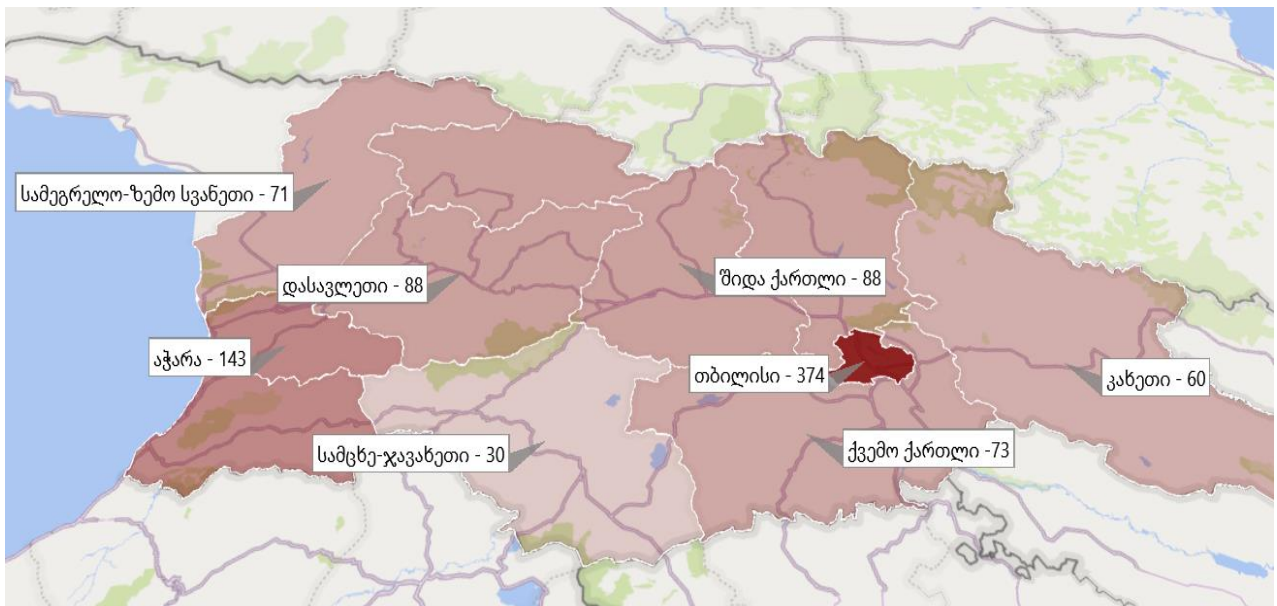 სამეგრელო-ზემო სვანეთი - 71
დასავლეთი - 88
შიდა ქართლი - 88
აჭარა - 143
თბილისი - 374
კახეთი - 60
სამცხე-ჯავახეთი - 30
ქვემო ქართლი -73